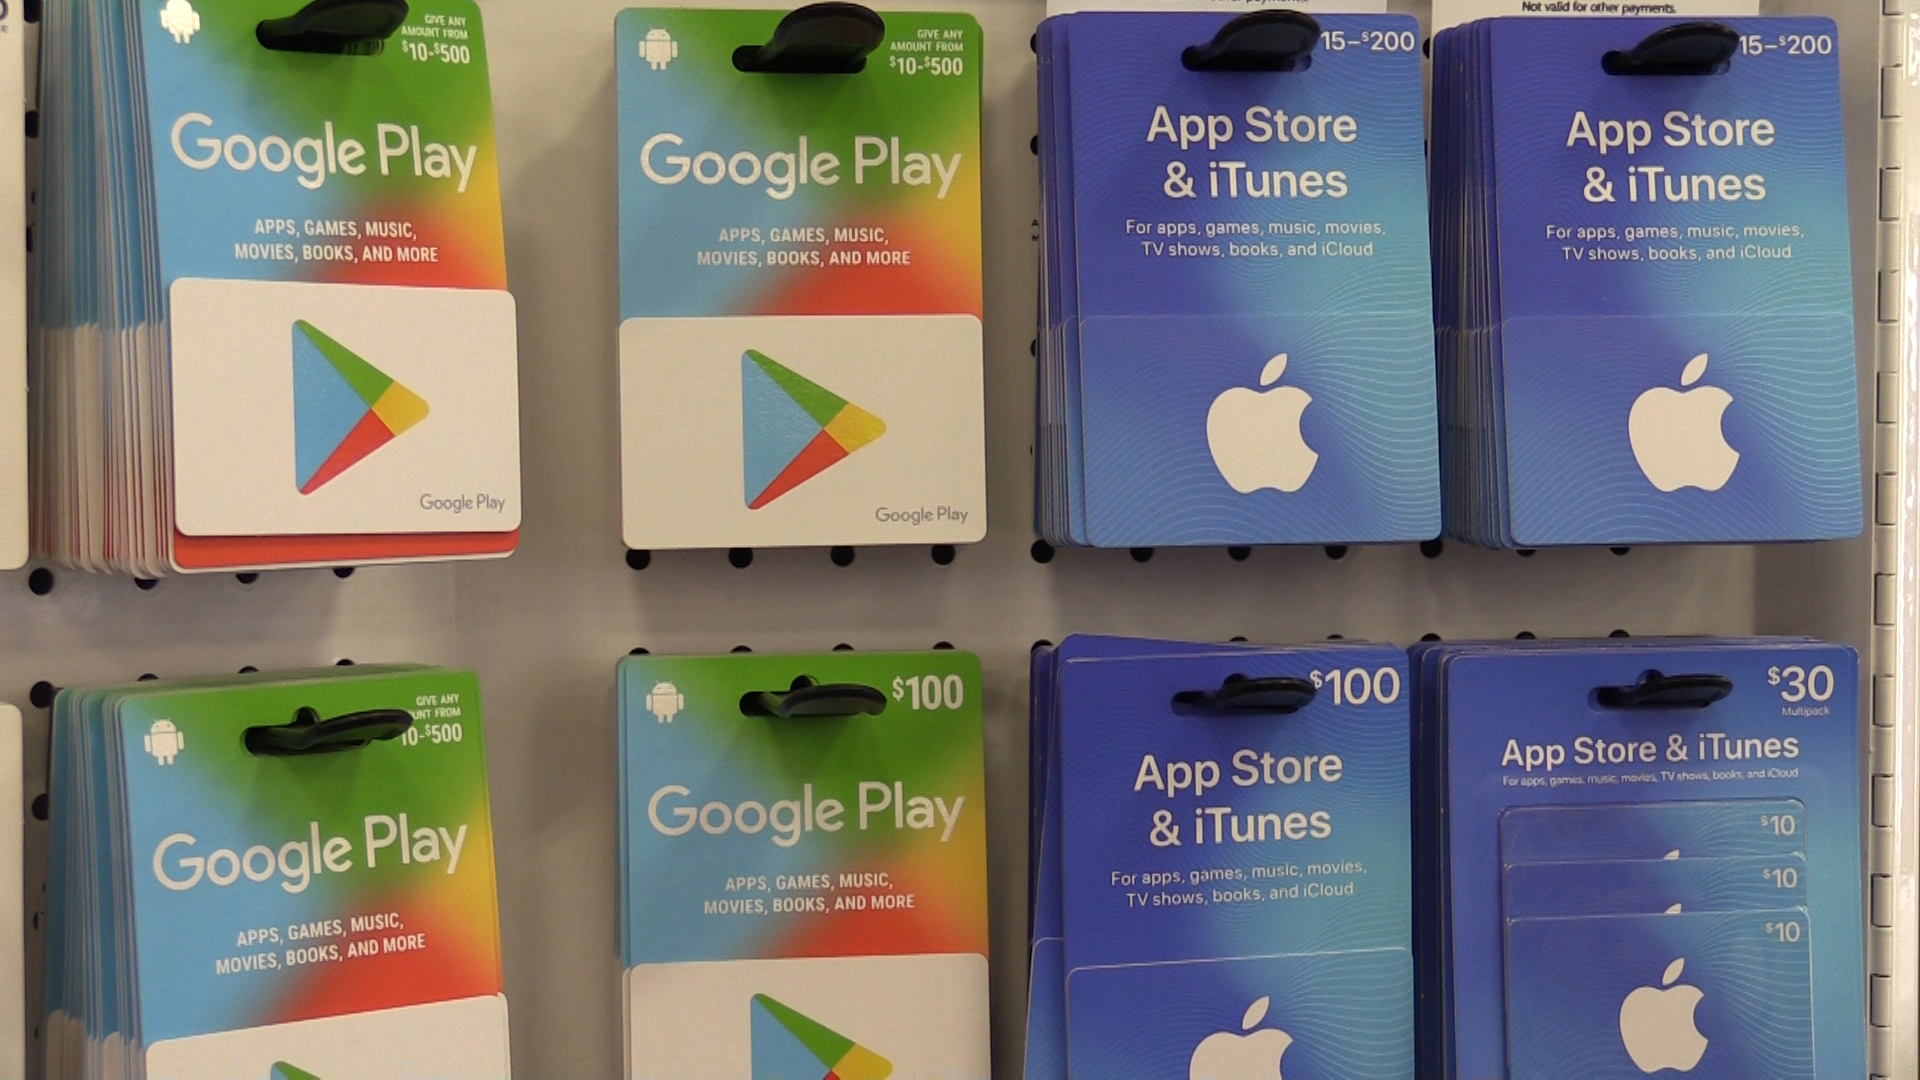 GIVE ANY
AMOUNT FROM
$10-$500
Google Play
APPS, GAMES, MUSIC,
MOVIES, BOOKS, AND MORE
Google Play
GIVE ANY
AMOUNT FROM
$10-$500
Google Play
APPS, GAMES, MUSIC,
MOVIES, BOOKS, AND MORE
Google Play
15-$200
App Store
& iTunes
For apps, games, music, movies,
TV shows, books, and iCloud
Not valid for other payments.
15-$200
App Store
& iTunes
For apps, games, music, movies,
TV shows, books, and iCloud
GIVE ANY
UNT FROM
10-$500
Google Play
APPS, GAMES, MUSIC,
MOVIES, BOOKS, AND MORE
$100
Google Play
APPS, GAMES, MUSIC,
MOVIES, BOOKS, AND MORE
$100
App Store
& iTunes
For apps, games, music, movies,
TV shows, books, and iCloud
$30
Multipack
App Store & iTunes
For apps, games, music, movies, TV shows, books, and iCloud
$10
$10
$10